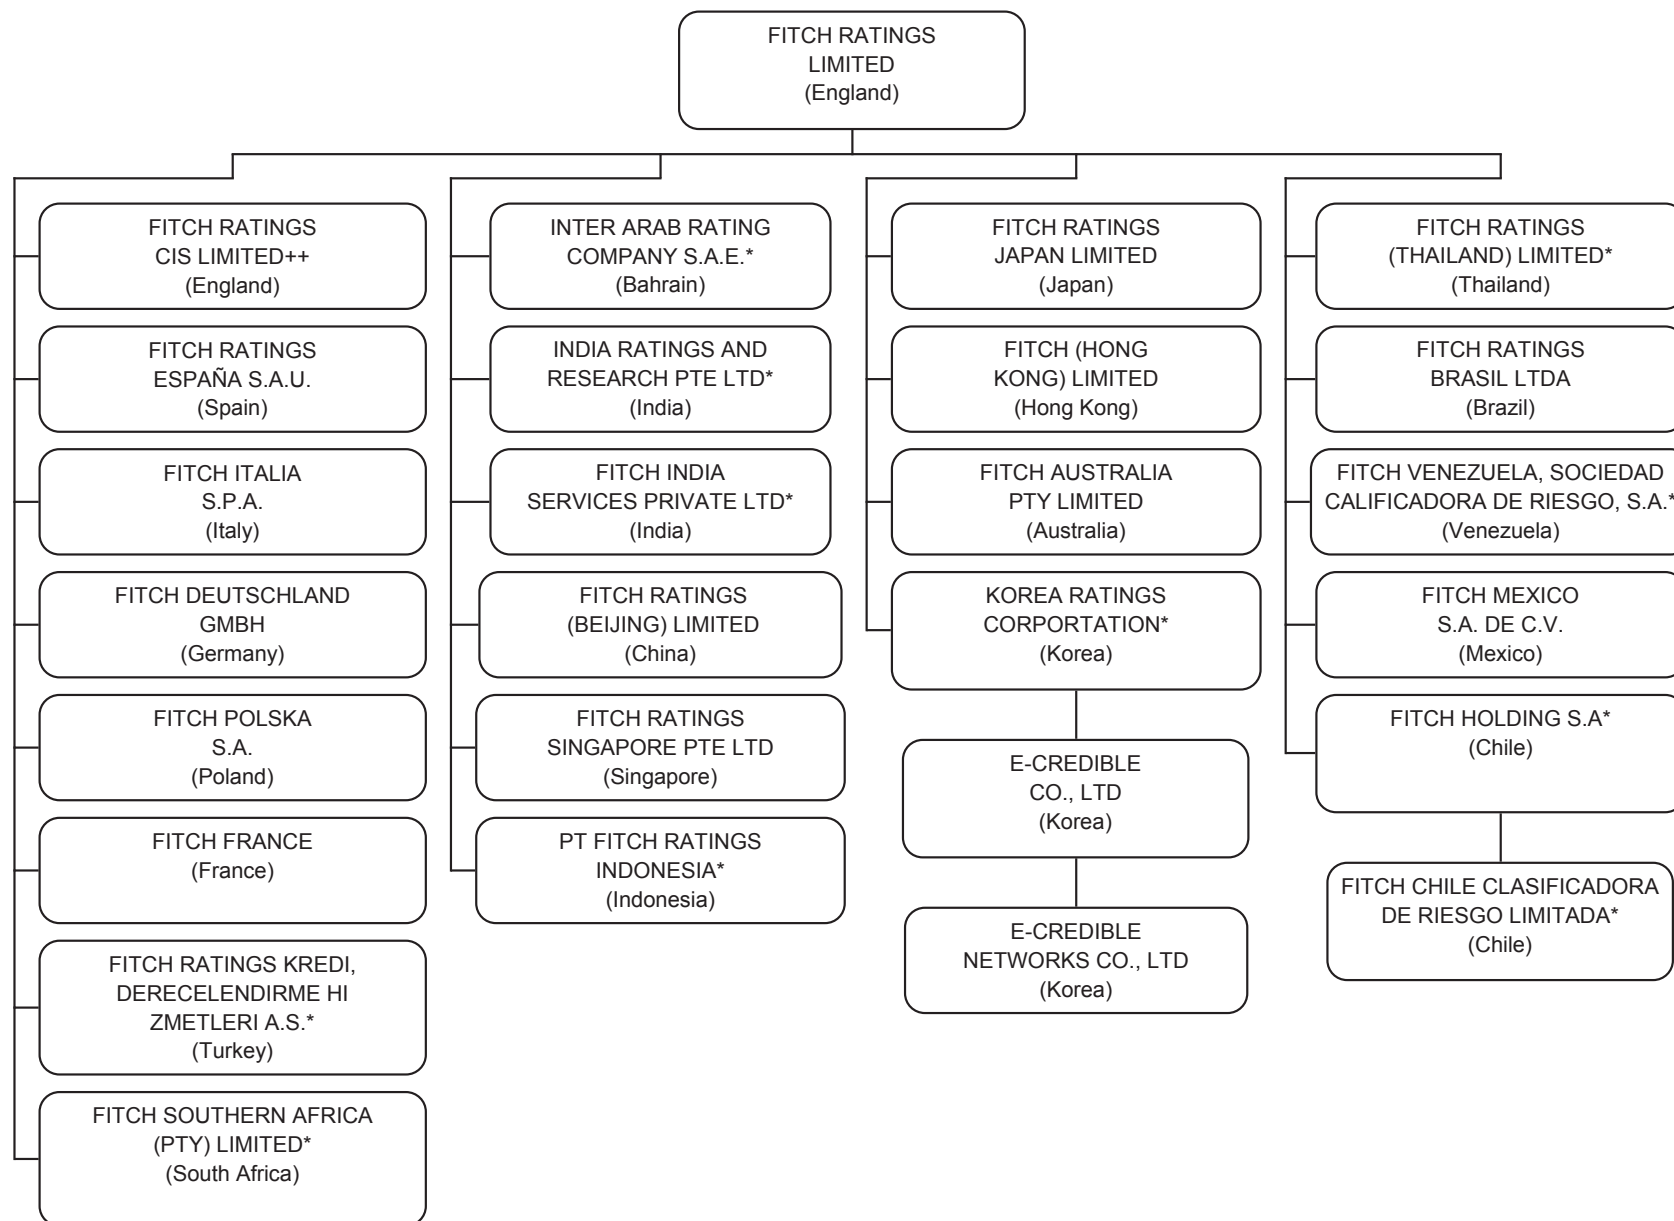 FITCH RATINGS
LIMITED
(England)
FITCH RATINGS
CIS LIMITED++
(England)
FITCH RATINGS
ESPAÑA S.A.U.
(Spain)
FITCH ITALIA
S.P.A.
(Italy)
FITCH DEUTSCHLAND
GMBH
(Germany)
FITCH POLSKA
S.A.
(Poland)
FITCH FRANCE
(France)
FITCH RATINGS KREDI,
DERECELENDIRME HI
ZMETLERI A.S.*
(Turkey)
FITCH SOUTHERN AFRICA
(PTY) LIMITED*
(South Africa)
INTER ARAB RATING
COMPANY S.A.E.*
(Bahrain)
INDIA RATINGS AND
RESEARCH PTE LTD*
(India)
FITCH INDIA
SERVICES PRIVATE LTD*
(India)
FITCH RATINGS
(BEIJING) LIMITED
(China)
FITCH RATINGS
SINGAPORE PTE LTD
(Singapore)
PT FITCH RATINGS
INDONESIA*
(Indonesia)
FITCH RATINGS
JAPAN LIMITED
(Japan)
FITCH (HONG
KONG) LIMITED
(Hong Kong)
FITCH AUSTRALIA
PTY LIMITED
(Australia)
KOREA RATINGS
CORPORTATION*
(Korea)
E-CREDIBLE
CO., LTD
(Korea)
E-CREDIBLE
NETWORKS CO., LTD
(Korea)
FITCH RATINGS
(THAILAND) LIMITED*
(Thailand)
FITCH RATINGS
BRASIL LTDA
(Brazil)
FITCH VENEZUELA, SOCIEDAD
CALIFICADORA DE RIESGO, S.A.*
(Venezuela)
FITCH MEXICO
S.A. DE C.V.
(Mexico)
FITCH HOLDING S.A*
(Chile)
FITCH CHILE CLASIFICADORA
DE RIESGO LIMITADA*
(Chile)